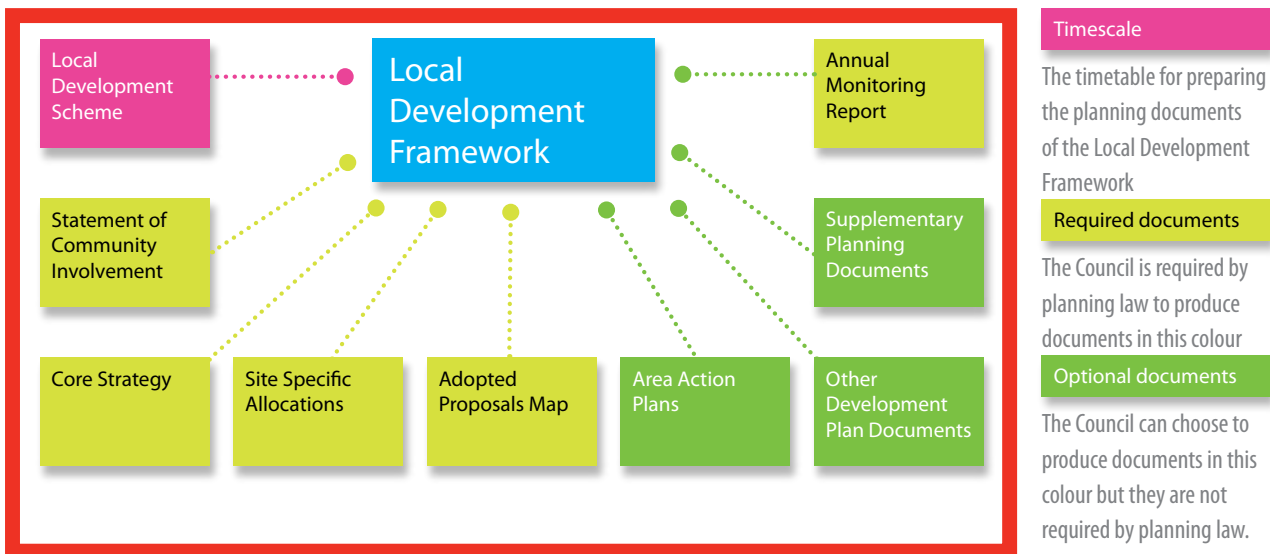 Local
Development
Scheme
Local
Development
Framework
Annual
Monitoring
Report
Statement of
Community
Involvement
Supplementary
Planning
Documents
Core Strategy
Site Specific
Allocations
Adopted
Proposals Map
Area Action
Plans
Other
Development
Plan Documents
Timescale
The timetable for preparing
the planning documents
of the Local Development
Framework
Required documents
The Council is required by
planning law to produce
documents in this colour
Optional documents
The Council can choose to
produce documents in this
colour but they are not
required by planning law.